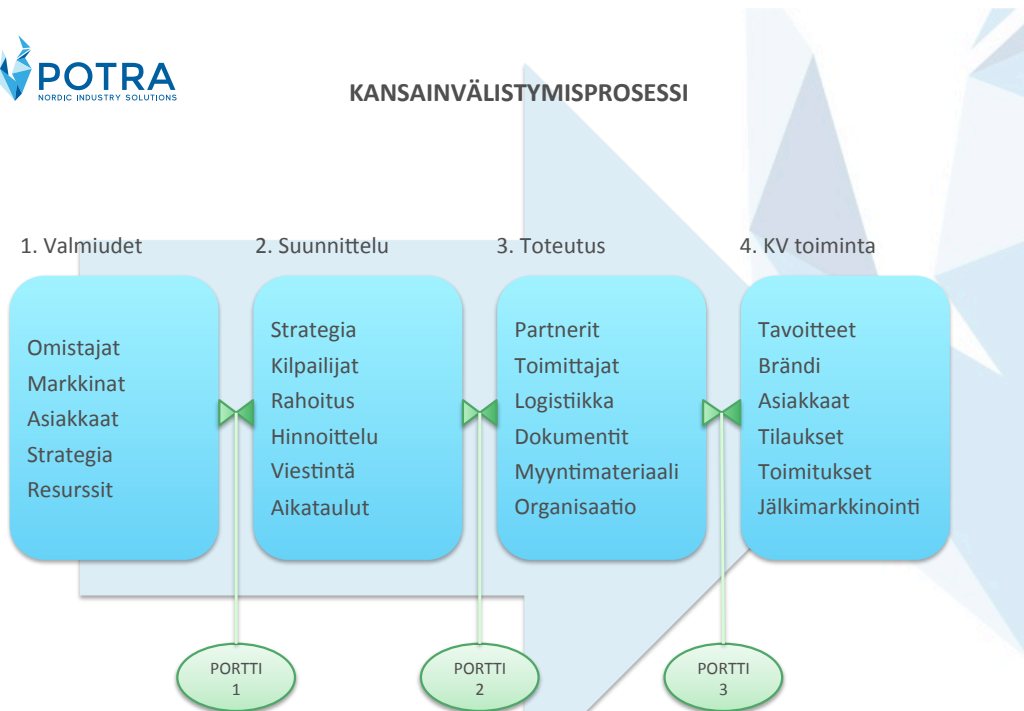 POTRA
NORDIC INDUSTRY SOLUTIONS
KANSAINVÄLISTYMISPROSESSI
1. Valmiudet
Omistajat
Markkinat
Asiakkaat
Strategia
Resurssit
2. Suunnittelu
Strategia
Kilpailijat
Rahoitus
Hinnoittelu
Viestintä
Aikataulut
3. Toteutus
Partnerit
Toimittajat
Logistiikka
Dokumentit
Myyntimateriaali
Organisaatio
4. KV toiminta
Tavoitteet
Brändi
Asiakkaat
Tilaukset
Toimitukset
Jälkimarkkinointi
PORTTI
1
PORTTI
2
PORTTI
3